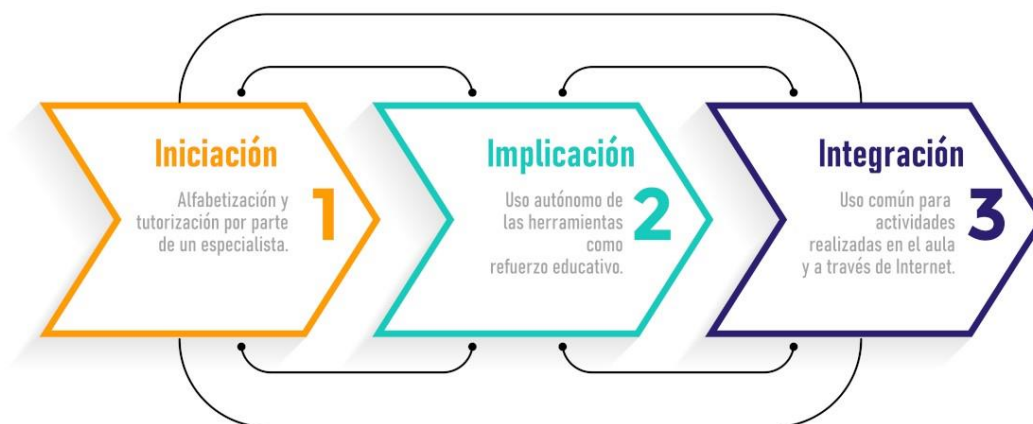 Iniciación
Alfabetización y
tutorización por parte
de un especialista.
1
Implicación
Uso autónomo de
las herramientas
como
refuerzo educativo.
2
Integración
Uso común para
actividades
realizadas en el aula
y a través de Internet.
3